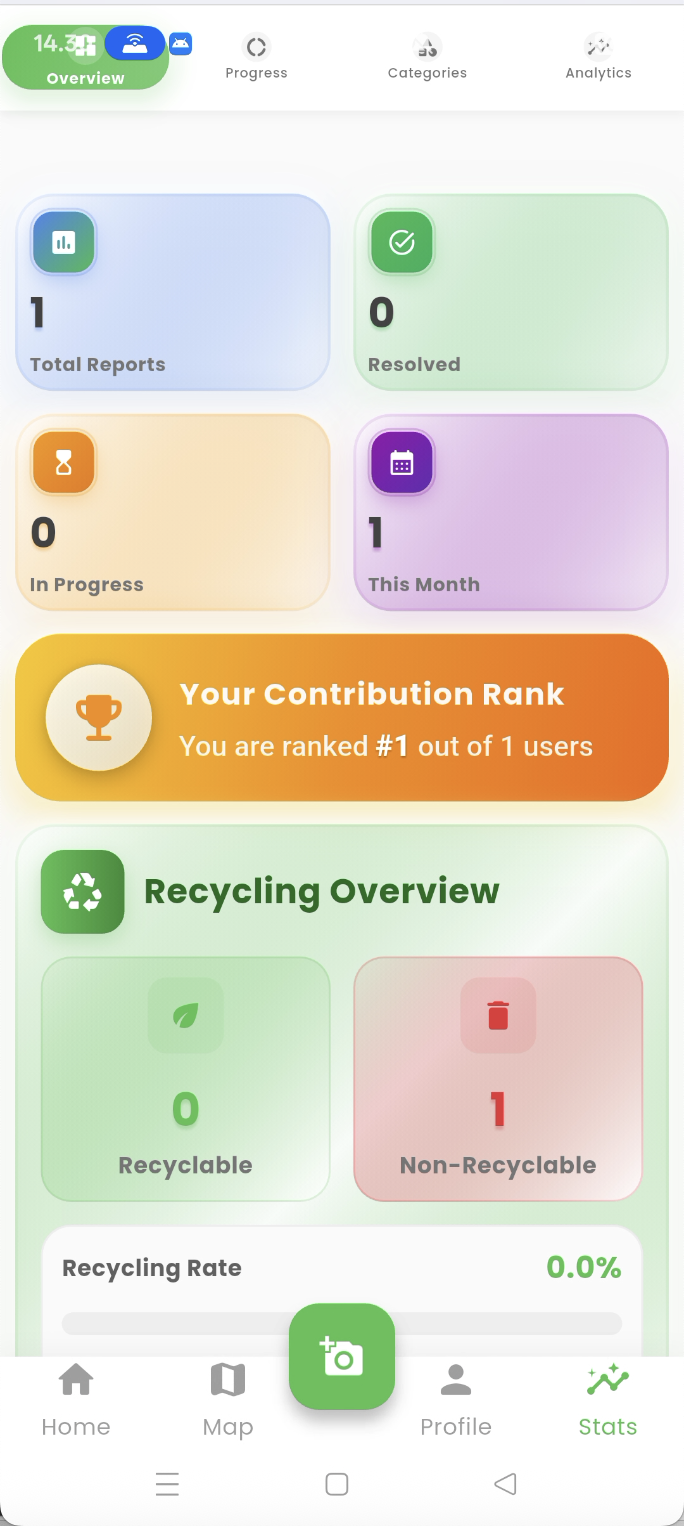 Overview
Progress
Categories
Analytics
1
Total Reports
0
Resolved
0
In Progress
1
This Month
Your Contribution Rank
You are ranked #1 out of 1 users
Recycling Overview
0
Recyclable
1
Non-Recyclable
Recycling Rate
0.0%
Home
Map
Profile
Stats